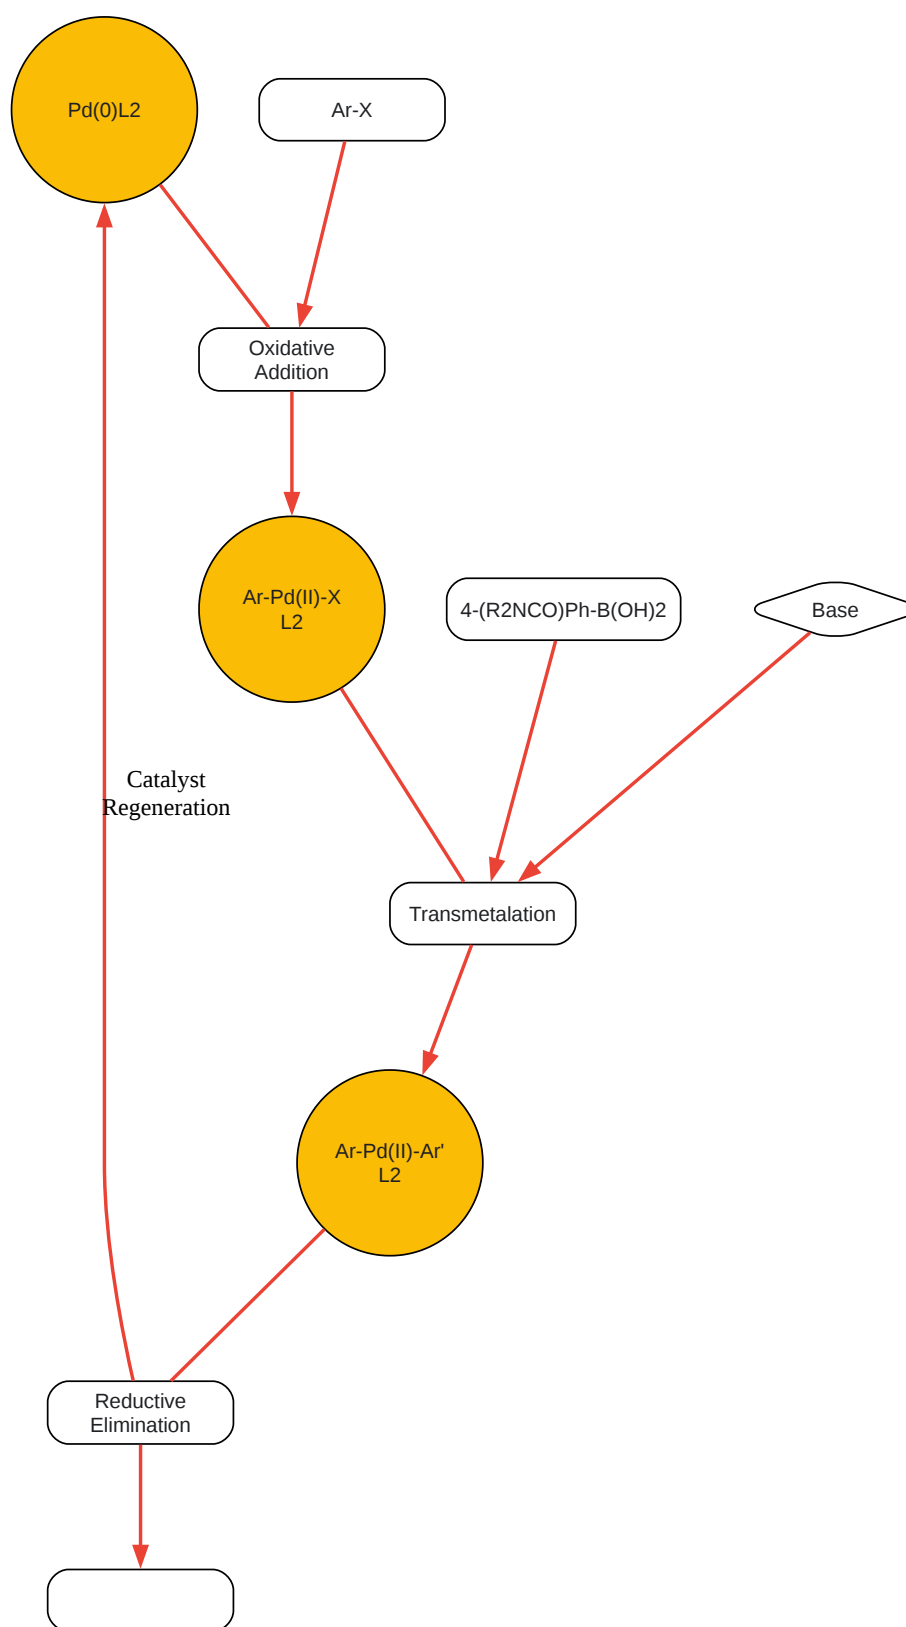 Pd(0)L2
Ar-X
Oxidative
Addition
Ar-Pd(II)-X
L2
4-(R2NCO)Ph-B(OH)2
Base
Catalyst
Regeneration
Transmetalation
Ar-Pd(II)-Ar'
L2
Reductive
Elimination